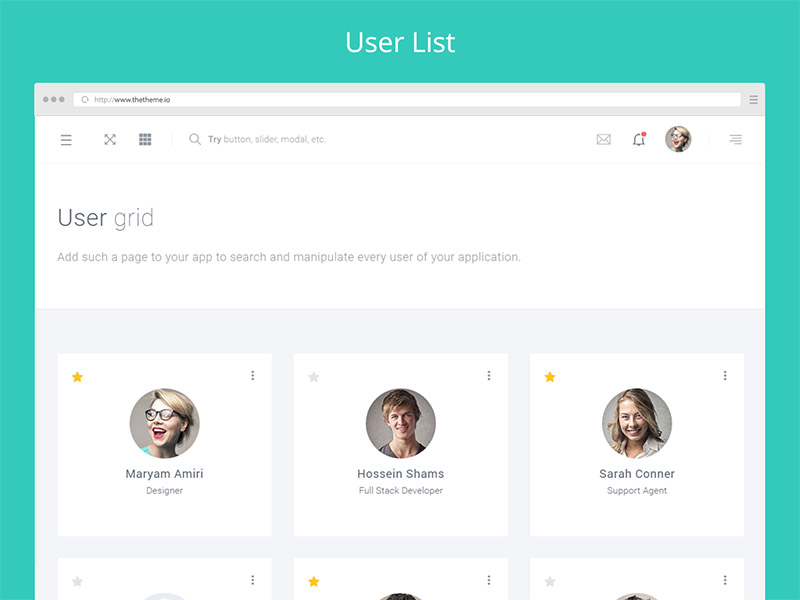 User List
http://www.thetheme.io
Try button, slider, modal, etc.
User grid
Add such a page to your app to search and manipulate every user of your application.
Maryam Amiri
Designer
Hossein Shams
Full Stack Developer
Sarah Conner
Support Agent